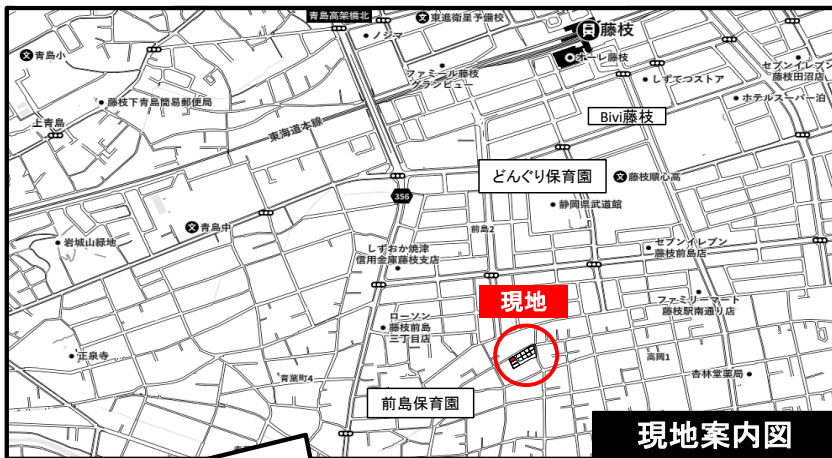 青島高架橋北
東進衛星予備校
ノジマ
藤枝
オーレ藤枝
青島小
ファミール藤枝
グランビュー
セブンイレブン
藤枝田沼店
しずてつストア
ホテルスーパー泊
藤枝下青島簡易郵便局
上青島
東海道本線
Bivi藤枝
どんぐり保育園
藤枝順心高
356
静岡県武道館
青島中
前島2
岩城山緑地
しずおか焼津
信用金庫藤枝支店
セブンイレブン
藤枝前島店
現地
ファミリーマート
藤枝駅南通り店
ローソン
藤枝前島
三丁目店
正泉寺
高岡1
青葉町4
杏林堂薬局
前島保育園
現地案内図